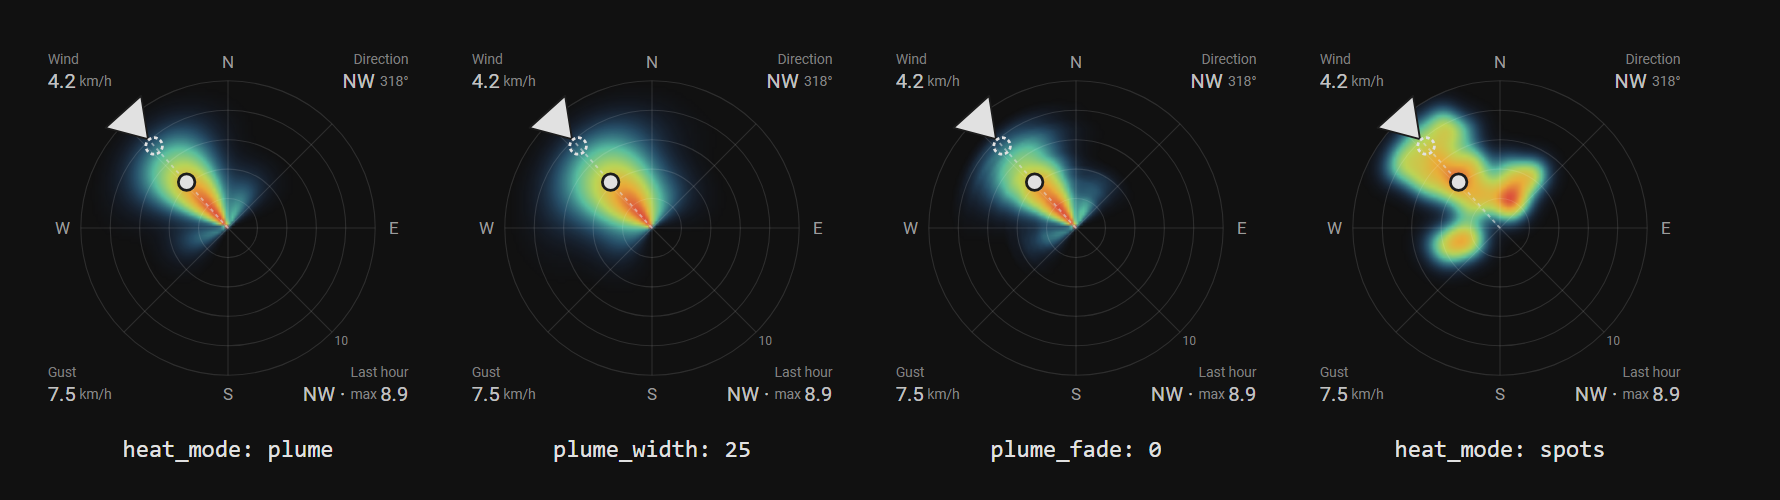 Wind
4.2 km/h
N
Direction
NW 318°
W
E
10
Gust
7.5 km/h
S
Last hour
NW · max 8.9
heat_mode: plume
Wind
4.2 km/h
N
Direction
NW 318°
W
E
10
Gust
7.5 km/h
S
Last hour
NW · max 8.9
plume_width: 25
Wind
4.2 km/h
N
Direction
NW 318°
W
E
10
Gust
7.5 km/h
S
Last hour
NW · max 8.9
plume_fade: 0
Wind
4.2 km/h
N
Direction
NW 318°
W
E
10
Gust
7.5 km/h
S
Last hour
NW · max 8.9
heat_mode: spots